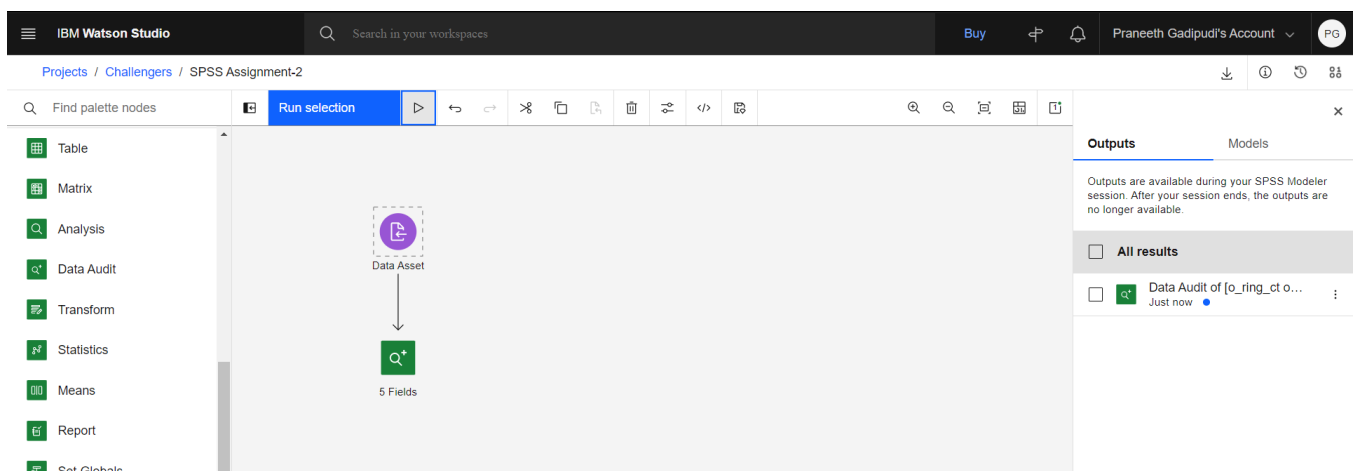 IBM Watson Studio
Search in your workspaces
Buy
Praneeth Gadipudi's Account
PG
Projects / Challengers / SPSS Assignment-2
Find palette nodes
Run selection
Table
Matrix
Analysis
Data Audit
Transform
Statistics
Means
Report
Set Globals
Data Asset
5 Fields
Outputs
Models
Outputs are available during your SPSS Modeler
session. After your session ends, the outputs are
no longer available.
All results
Data Audit of [o_ring_ct o...
Just now